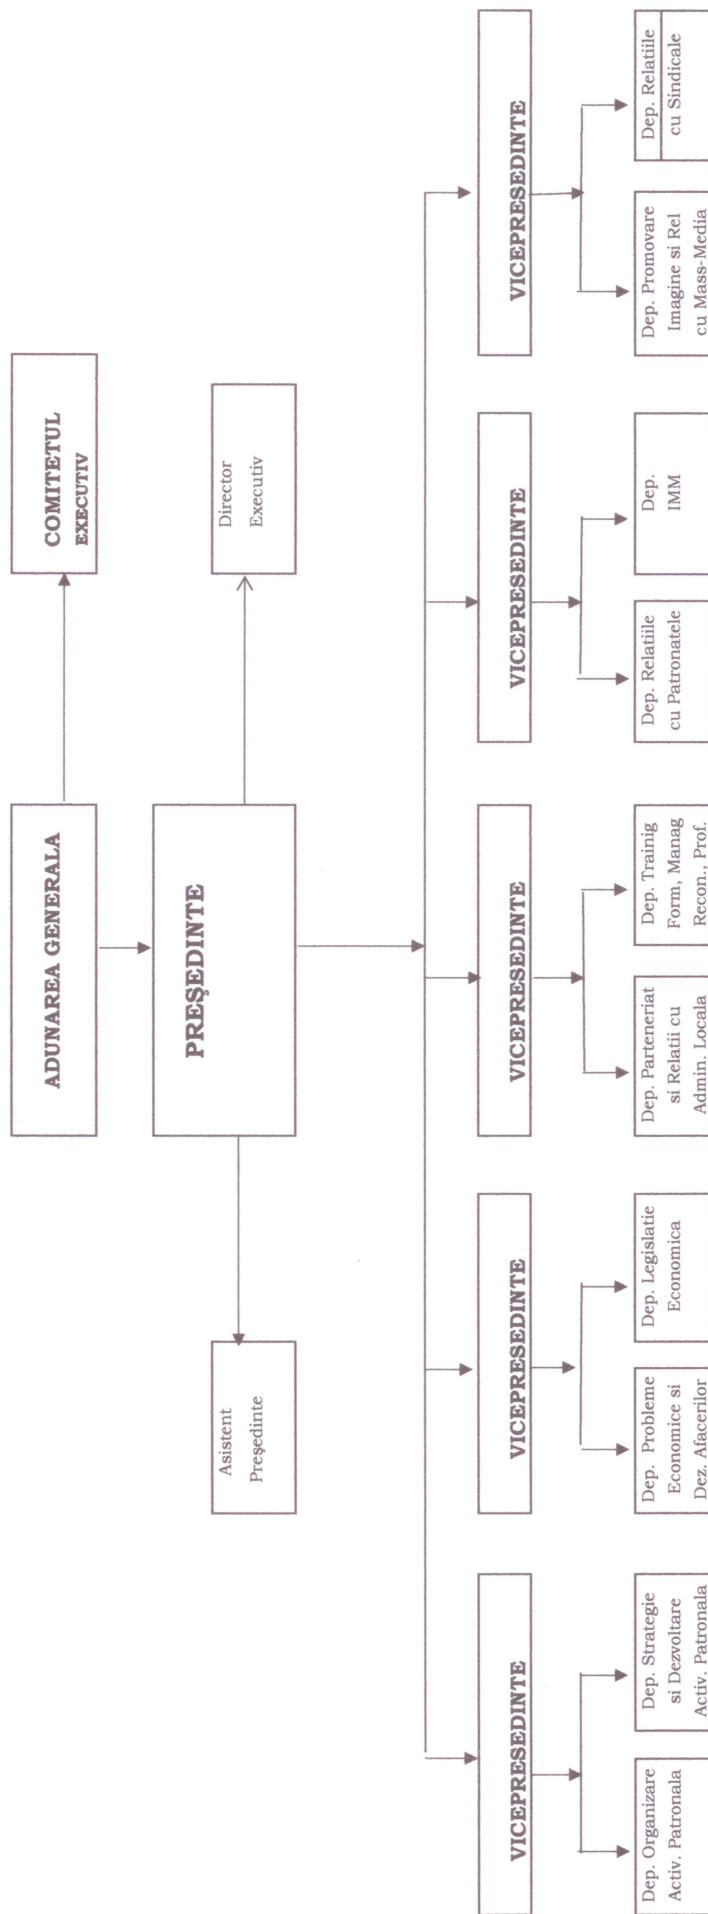 ADUNAREA GENERALA
COMITETUL
EXECUTIV
PREŞEDINTE
Asistent
Preşedinte
Director
Executiv
VICEPRESEDINTE
VICEPRESEDINTE
VICEPRESEDINTE
VICEPRESEDINTE
VICEPRESEDINTE
Dep. Organizare
Activ. Patronala
Dep. Strategie
si Dezvoltare
Activ. Patronala
Dep. Probleme
Economice si
Dez. Afacerilor
Dep. Legislatie
Economica
Dep. Parteneriat
si Relatii cu
Admin. Locala
Dep. Trainig
Form, Manag
Recon., Prof.
Dep. Relatiile
cu Patronatele
Dep.
IMM
Dep. Promovare
Imagine si Rel
cu Mass-Media
Dep. Relatiile
cu Sindicale